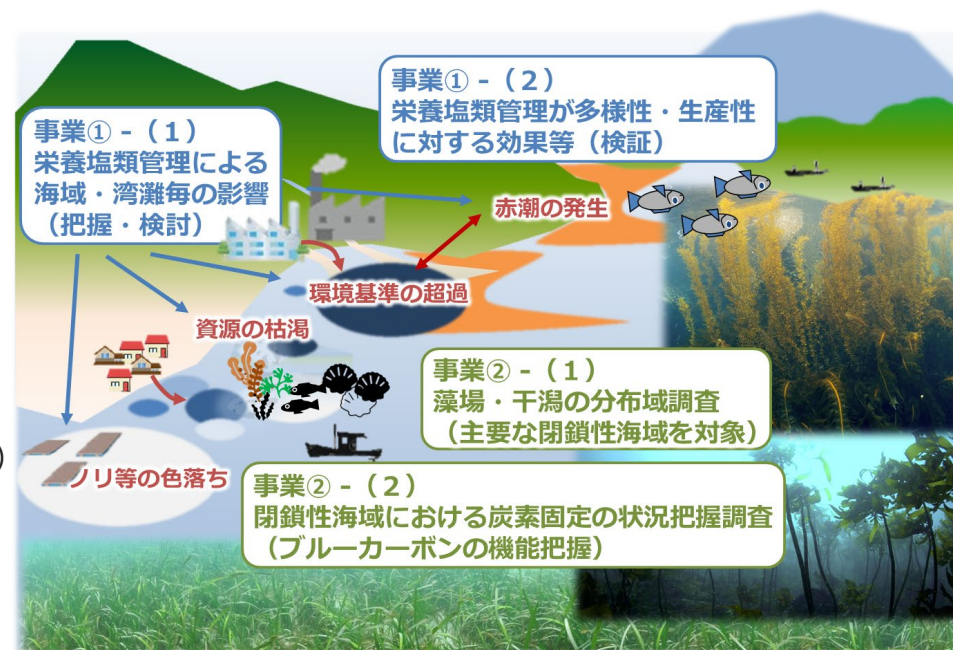 事業① - （２）
栄養塩類管理が多様性・生産性
に対する効果等（検証）
事業① - （１）
栄養塩類管理による
海域・湾灘毎の影響
（把握・検討）
赤潮の発生
環境基準の超過
資源の枯渇
事業② - （１）
藻場・干潟の分布域調査
（主要な閉鎖性海域を対象）
ノリ等の色落ち
事業② - （２）
閉鎖性海域における炭素固定の状況把握調査
（ブルーカーボンの機能把握）
）